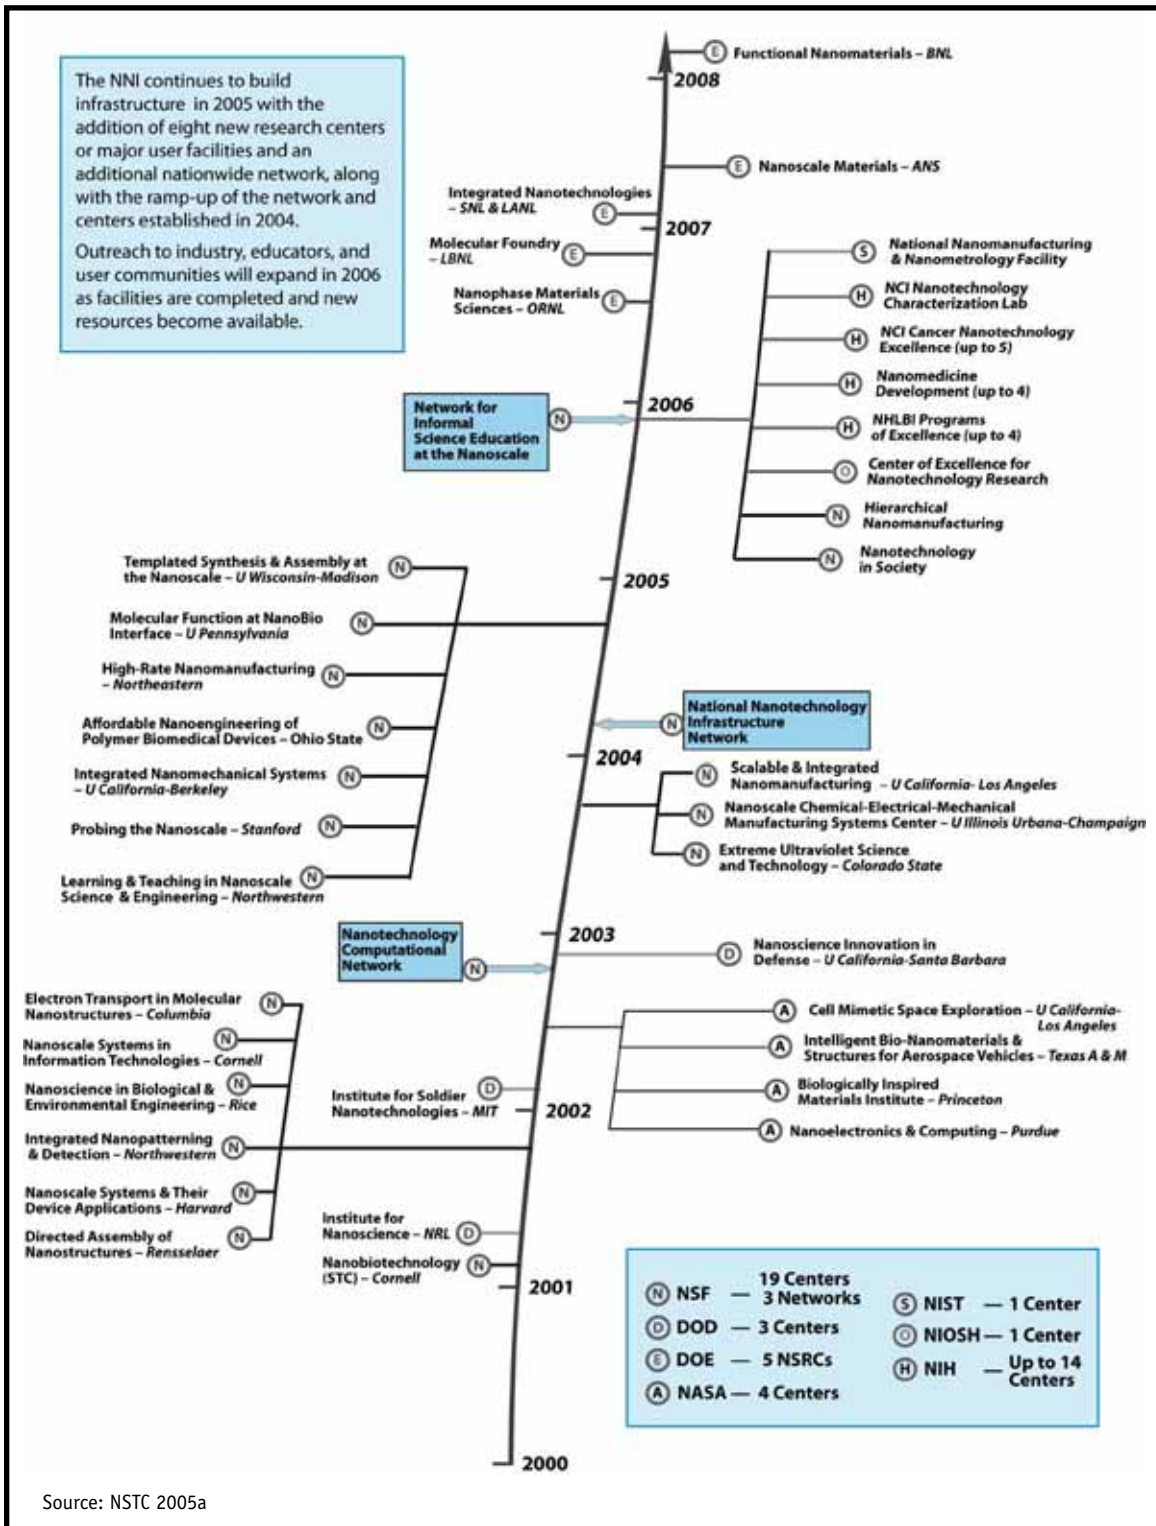 The NNI continues to build
infrastructure in 2005 with the
addition of eight new research centers
or major user facilities and an
additional nationwide network, along
with the ramp-up of the network and
centers established in 2004.
Outreach to industry, educators, and
user communities will expand in 2006
as facilities are completed and new
resources become available.
E Functional Nanomaterials – BNL
2008
E Nanoscale Materials – ANS
Integrated Nanotechnologies
– SNL & LANL E
2007
Molecular Foundry
– LBNL E
Nanophase Materials
Sciences – ORNL E
S National Nanomanufacturing
& Nanometrology Facility
H NCI Nanotechnology
Characterization Lab
H NCI Cancer Nanotechnology
Excellence (up to 5)
H Nanomedicine
Development (up to 4)
H NHLBI Programs
of Excellence (up to 4)
O Center of Excellence for
Nanotechnology Research
N Hierarchical
Nanomanufacturing
N Nanotechnology
in Society
2006
Network for
Informal
Science Education
at the Nanoscale
N
2005
Templated Synthesis & Assembly at
the Nanoscale – U Wisconsin-Madison N
Molecular Function at NanoBio
Interface – U Pennsylvania N
High-Rate Nanomanufacturing
– Northeastern N
Affordable Nanoengineering of
Polymer Biomedical Devices – Ohio State N
Integrated Nanomechanical Systems
– U California-Berkeley N
Probing the Nanoscale – Stanford N
Learning & Teaching in Nanoscale
Science & Engineering – Northwestern N
N National Nanotechnology
Infrastructure
Network
2004
N Scalable & Integrated
Nanomanufacturing – U California- Los Angeles
N Nanoscale Chemical-Electrical-Mechanical
Manufacturing Systems Center – U Illinois Urbana-Champaign
N Extreme Ultraviolet Science
and Technology – Colorado State
2003
Nanotechnology
Computational
Network
N
D Nanoscience Innovation in
Defense – U California-Santa Barbara
A Cell Mimetic Space Exploration – U California-
Los Angeles
A Intelligent Bio-Nanomaterials &
Structures for Aerospace Vehicles – Texas A & M
A Biologically Inspired
Materials Institute – Princeton
A Nanoelectronics & Computing – Purdue
Electron Transport in Molecular
Nanostructures – Columbia N
Nanoscale Systems in
Information Technologies – Cornell N
Nanoscience in Biological &
Environmental Engineering – Rice N
Integrated Nanopatterning
& Detection – Northwestern N
Nanoscale Systems & Their
Device Applications – Harvard N
Directed Assembly of
Nanostructures – Rensselaer N
Institute for Soldier
Nanotechnologies – MIT D
2002
Institute for
Nanoscience – NRL D
Nanobiotechnology
(STC) – Cornell N
2001
2000
N NSF — 19 Centers
3 Networks
D DOD — 3 Centers
E DOE — 5 NSRCs
A NASA — 4 Centers
S NIST — 1 Center
O NIOSH — 1 Center
H NIH — Up to 14
Centers
Source: NSTC 2005a